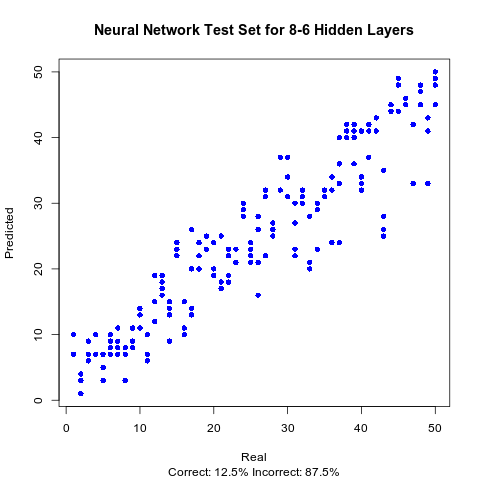 Neural Network Test Set for 8-6 Hidden Layers
50
40
30
20
10
0
Predicted
0 10 20 30 40 50
Real
Correct: 12.5% Incorrect: 87.5%